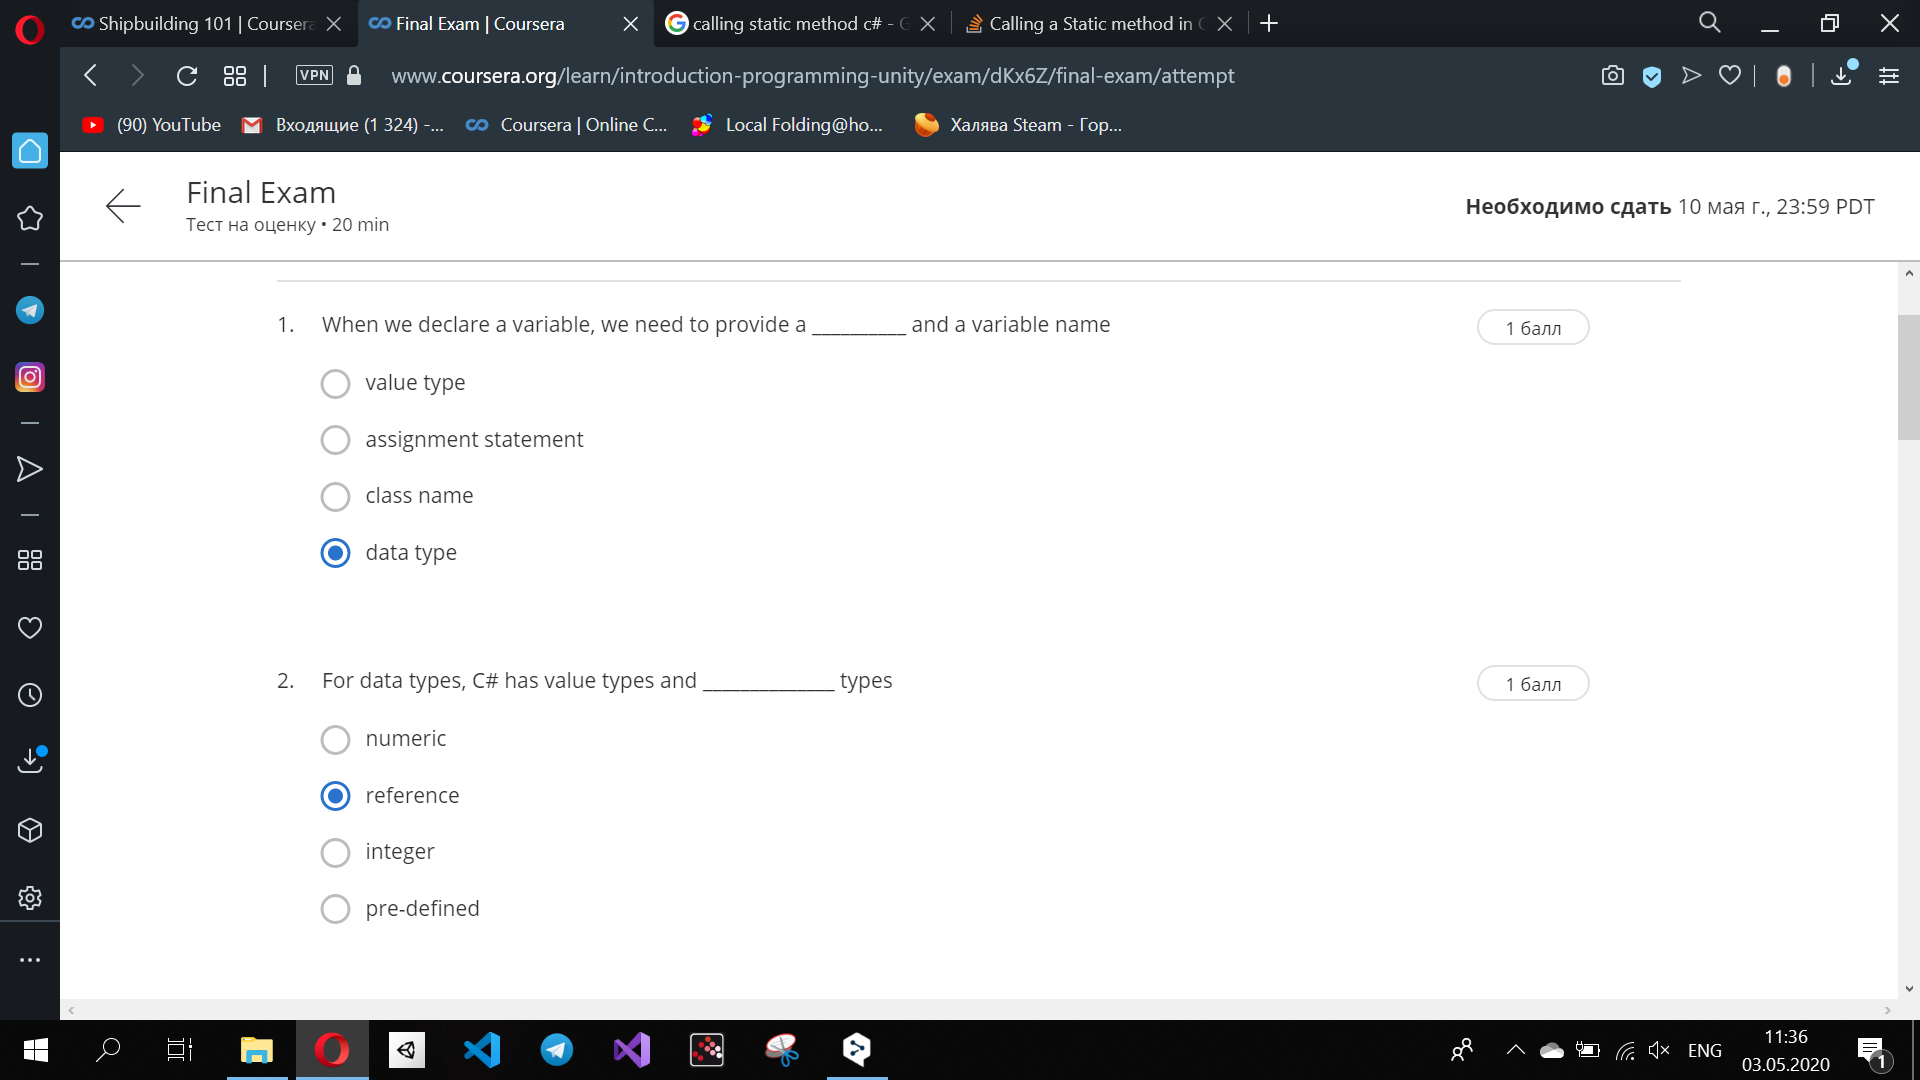 Shipbuilding 101 | Coursera
Final Exam | Coursera
calling static method c# - G
Calling a Static method in C
VPN
www.coursera.org/learn/introduction-programming-unity/exam/dKx6Z/final-exam/attempt
(90) YouTube
Входящие (1 324) -...
Coursera | Online C...
Local Folding@ho...
Халява Steam - Гор...
Final Exam
Тест на оценку • 20 min
Необходимо сдать 10 мая г., 23:59 PDT
1. When we declare a variable, we need to provide a __________ and a variable name
1 балл
value type
assignment statement
class name
data type
2. For data types, C# has value types and ______________ types
1 балл
numeric
reference
integer
pre-defined
ENG
11:36
03.05.2020
1